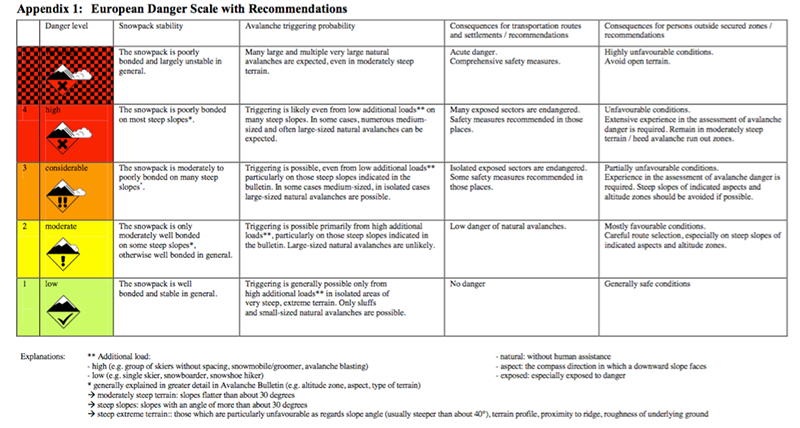 Appendix 1: European Danger Scale with Recommendations
Danger level
Snowpack stability
Avalanche triggering probability
Consequences for transportation routes
and settlements / recommendations
Consequences for persons outside secured zones /
recommendations
The snowpack is poorly
bonded and largely unstable in
general.
Many large and multiple very large natural
avalanches are expected, even in moderately steep
terrain.
Acute danger.
Comprehensive safety measures.
Highly unfavourable conditions.
Avoid open terrain.
4 high
The snowpack is poorly bonded
on most steep slopes*.
Triggering is likely even from low additional loads** on
many steep slopes. In some cases, numerous medium-
sized and often large-sized natural avalanches can be
expected.
Many exposed sectors are endangered.
Safety measures recommended in those
places.
Unfavourable conditions.
Extensive experience in the assessment of avalanche
danger is required. Remain in moderately steep
terrain / heed avalanche run out zones.
3 considerable
The snowpack is moderately to
poorly bonded on many steep
slopes*.
Triggering is possible, even from low additional loads**
particularly on those steep slopes indicated in the
bulletin. In some cases medium-sized, in isolated cases
large-sized natural avalanches are possible.
Isolated exposed sectors are endangered.
Some safety measures recommended in
those places.
Partially unfavourable conditions.
Experience in the assessment of avalanche danger is
required. Steep slopes of indicated aspects and
altitude zones should be avoided if possible.
2 moderate
The snowpack is only
moderately well bonded
on some steep slopes*,
otherwise well bonded in general.
Triggering is possible primarily from high additional
loads**, particularly on those steep slopes indicated in
the bulletin. Large-sized natural avalanches are unlikely.
Low danger of natural avalanches.
Mostly favourable conditions.
Careful route selection, especially on steep slopes of
indicated aspects and altitude zones.
1 low
The snowpack is well
bonded and stable in general.
Triggering is generally possible only from
high additional loads** in isolated areas of
very steep, extreme terrain. Only sluffs
and small-sized natural avalanches are possible.
No danger
Generally safe conditions
Explanations:
** Additional load:
- high (e.g. group of skiers without spacing, snowmobile/groomer, avalanche blasting)
- low (e.g. single skier, snowboarder, snowshoe hiker)
* generally explained in greater detail in Avalanche Bulletin (e.g. altitude zone, aspect, type of terrain)
→ moderately steep terrain: slopes flatter than about 30 degrees
→ steep slopes: slopes with an angle of more than about 30 degrees
→ steep extreme terrain:: those which are particularly unfavourable as regards slope angle (usually steeper than about 40°), terrain profile, proximity to ridge, roughness of underlying ground
- natural: without human assistance
- aspect: the compass direction in which a downward slope faces
- exposed: especially exposed to danger